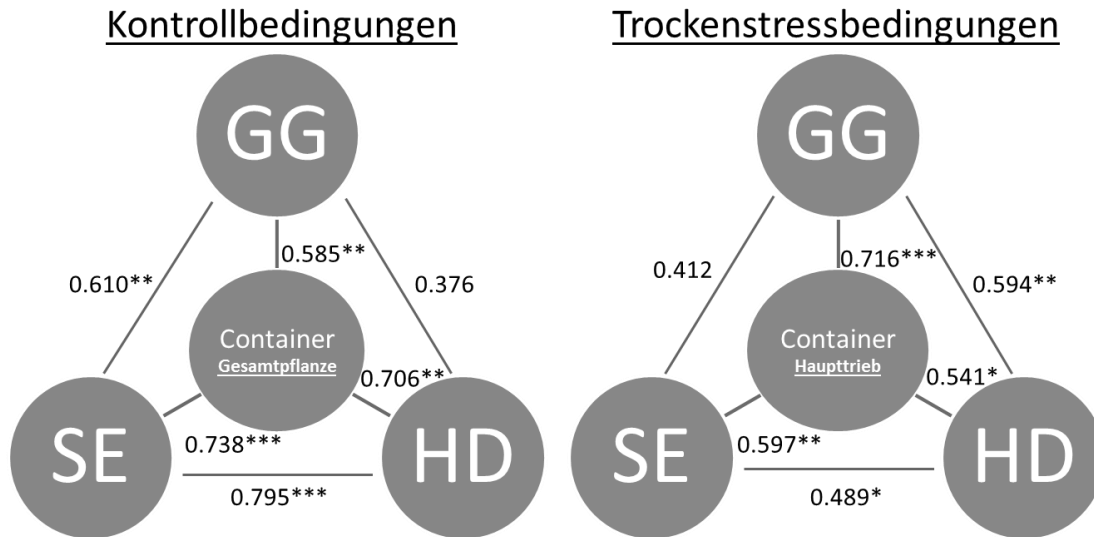 Kontrollbedingungen
GG
0.585**
0.610**
0.376
Container
Gesamtpflanze
0.706**
SE
HD
0.738***
0.795***
Trockenstressbedingungen
GG
0.716***
0.412
0.594**
Container
Haupttrieb
0.541*
SE
HD
0.597**
0.489*